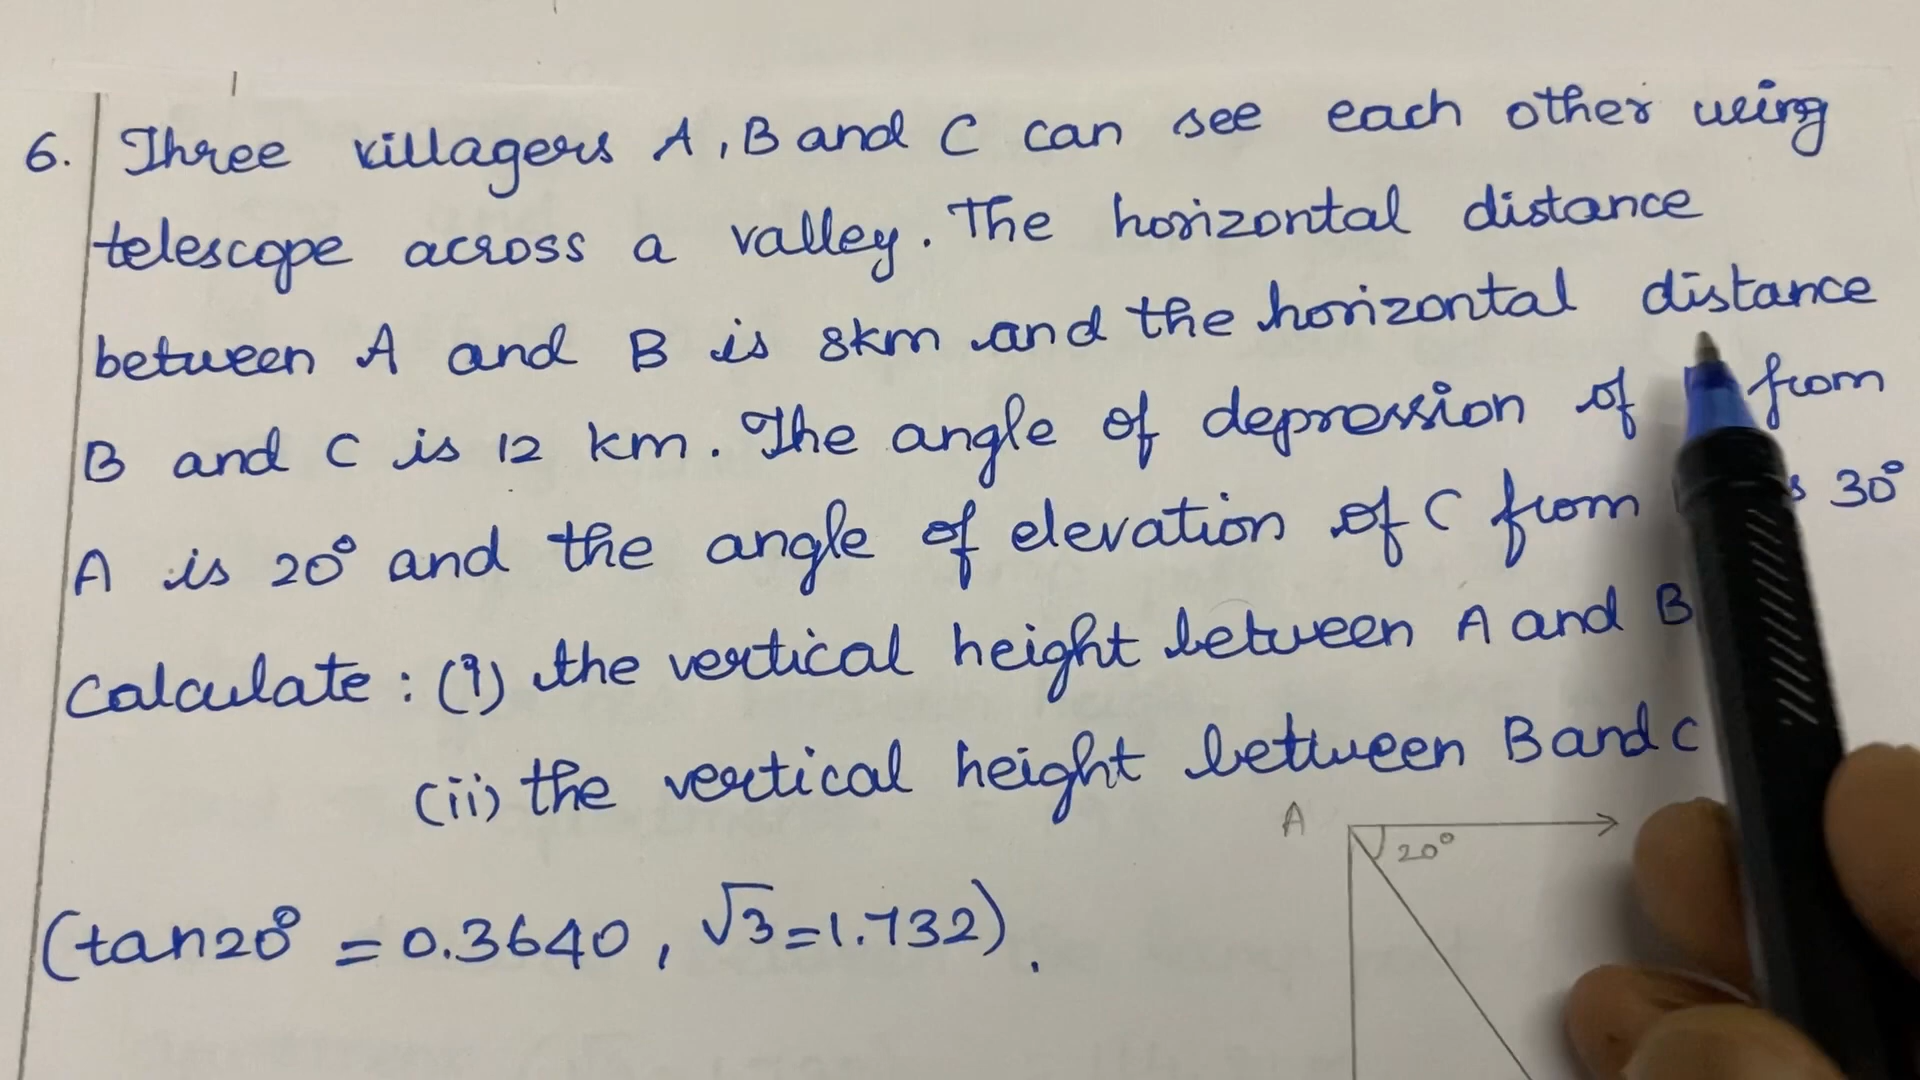 6. Three villagers A, B and C can see each other using
telescope across a valley. The horizontal distance
between A and B is 8km and the horizontal distance
B and C is 12 km. The angle of depression of from
A is 20° and the angle of elevation of C from 30°
Calculate : (i) the vertical height between A and B
(ii) the vertical height between B and C
A
20°
(tan20° = 0.3640, √3=1.732).